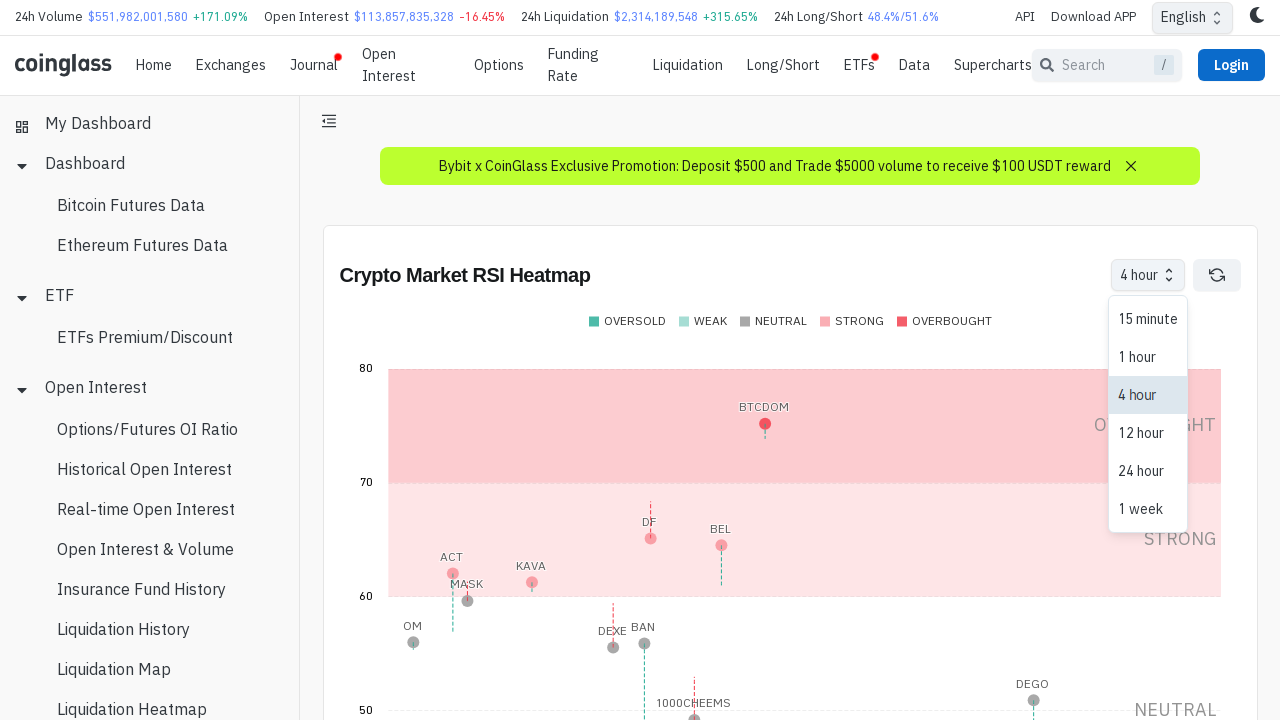 24h Volume $551,982,001,580 +171.09% Open Interest $113,857,835,328 -16.45% 24h Liquidation $2,314,189,548 +315.65% 24h Long/Short 48.4%/51.6% API Download APP English
coinglass Home Exchanges Journal Open Interest Options Funding Rate Liquidation Long/Short ETFs Data Supercharts Search / Login
My Dashboard
Dashboard
Bitcoin Futures Data
Ethereum Futures Data
ETF
ETFs Premium/Discount
Open Interest
Options/Futures OI Ratio
Historical Open Interest
Real-time Open Interest
Open Interest & Volume
Insurance Fund History
Liquidation History
Liquidation Map
Liquidation Heatmap
Bybit x CoinGlass Exclusive Promotion: Deposit $500 and Trade $5000 volume to receive $100 USDT reward
Crypto Market RSI Heatmap
4 hour
15 minute
1 hour
4 hour
12 hour
24 hour
1 week
OVERSOLD WEAK NEUTRAL STRONG OVERBOUGHT
80
BTCDOM
70
DF
BEL
STRONG
ACT
KAVA
MASK
60
OM
DEXE
BAN
DEGO
1000CHEEMS
50
NEUTRAL